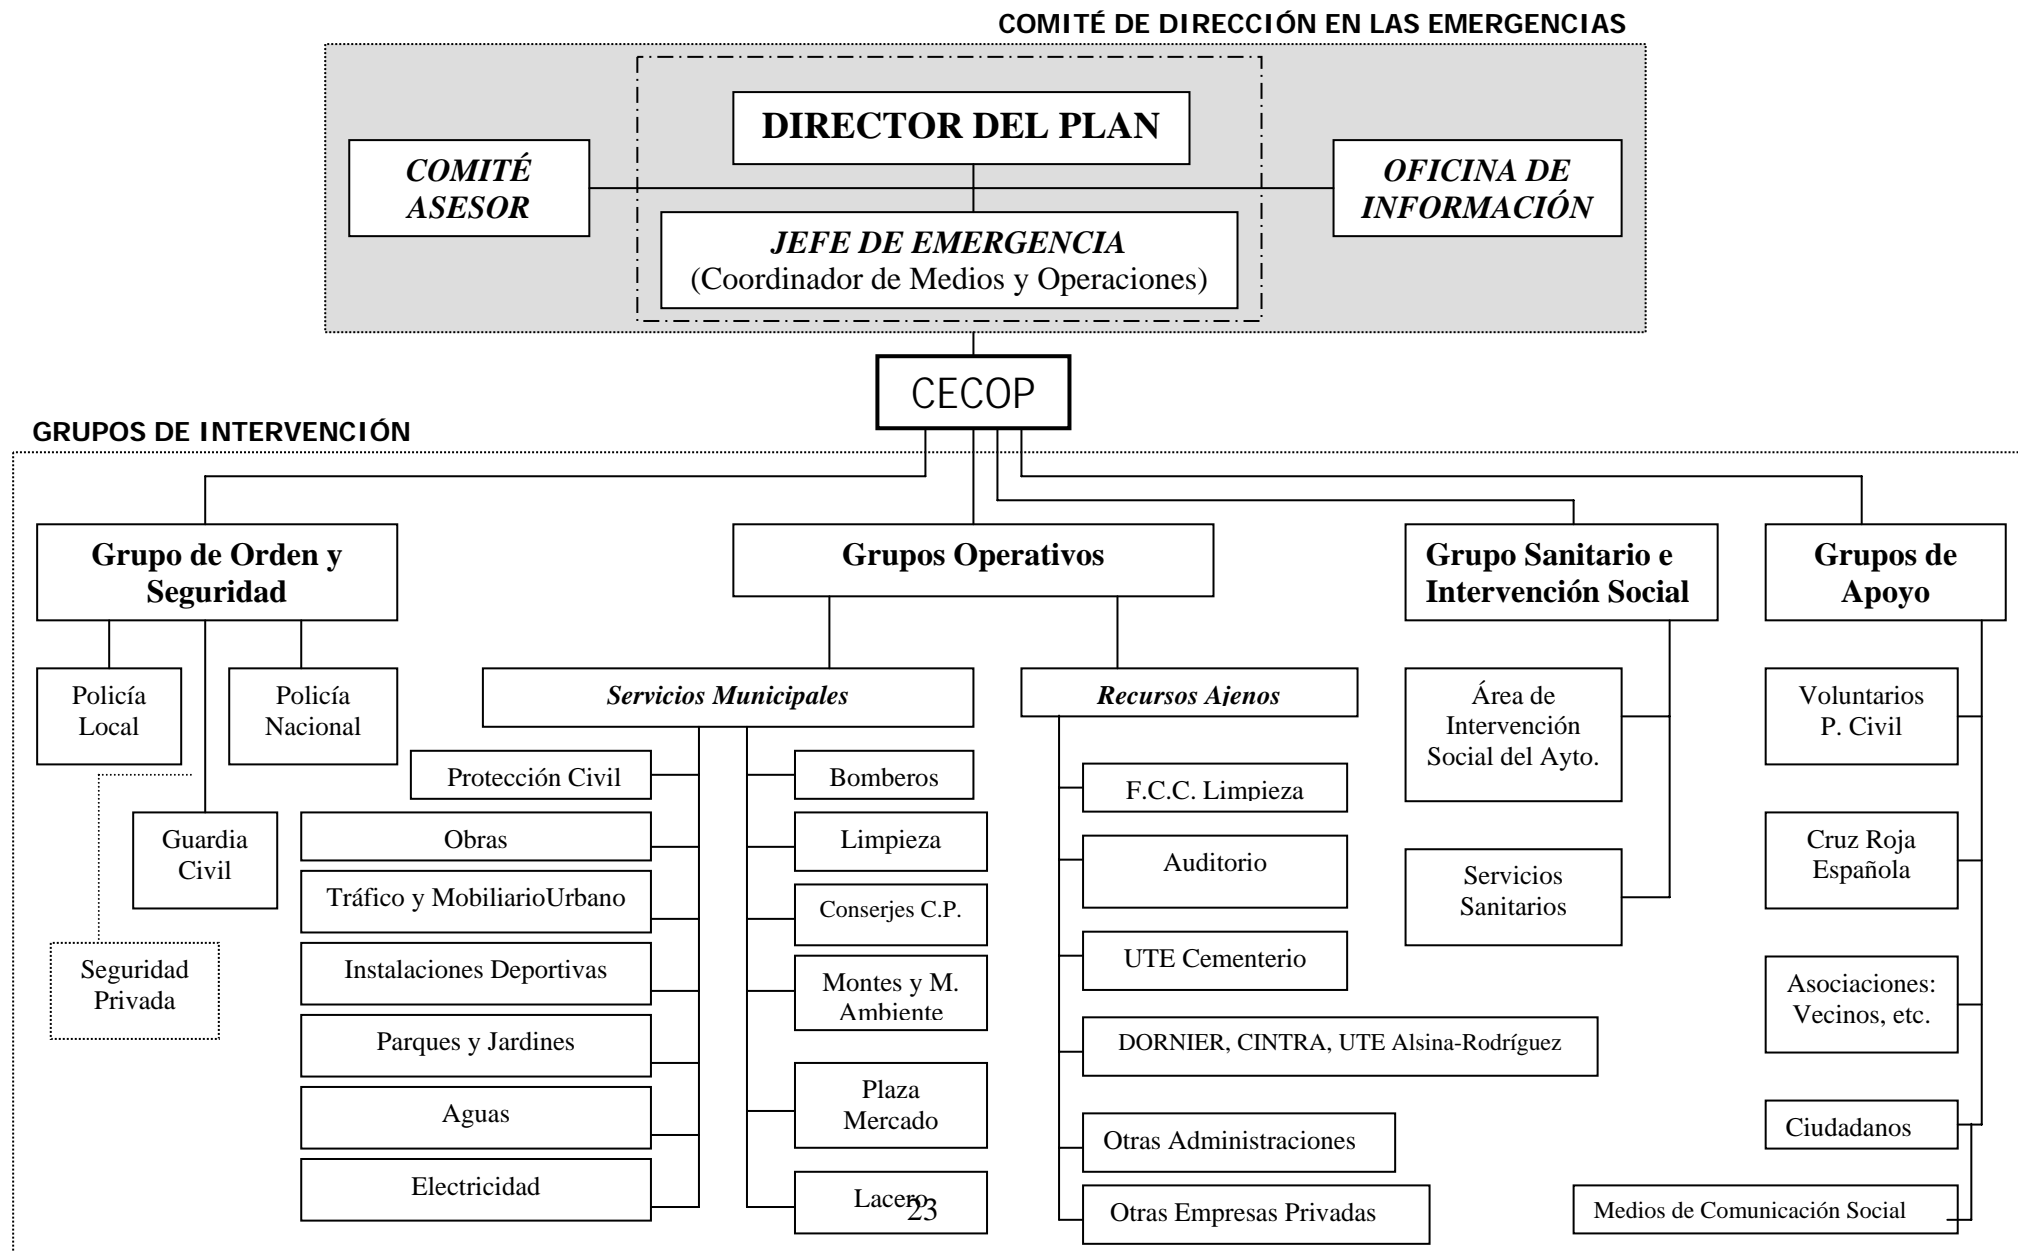 COMITÉ DE DIRECCIÓN EN LAS EMERGENCIAS
DIRECTOR DEL PLAN
COMITÉ
ASESOR
OFICINA DE
INFORMACIÓN
JEFE DE EMERGENCIA
(Coordinador de Medios y Operaciones)
CECOP
GRUPOS DE INTERVENCIÓN
Grupo de Orden y
Seguridad
Grupos Operativos
Grupo Sanitario e
Intervención Social
Grupos de
Apoyo
Policía
Local
Policía
Nacional
Guardia
Civil
Seguridad
Privada
Servicios Municipales
Protección Civil
Obras
Tráfico y MobiliarioUrbano
Instalaciones Deportivas
Parques y Jardines
Aguas
Electricidad
Bomberos
Limpieza
Conserjes C.P.
Montes y M.
Ambiente
Plaza
Mercado
Lacero
Recursos Ajenos
F.C.C. Limpieza
Auditorio
UTE Cementerio
DORNIER, CINTRA, UTE Alsina-Rodríguez
Otras Administraciones
Otras Empresas Privadas
Área de
Intervención
Social del Ayto.
Servicios
Sanitarios
Voluntarios
P. Civil
Cruz Roja
Española
Asociaciones:
Vecinos, etc.
Ciudadanos
Medios de Comunicación Social
23